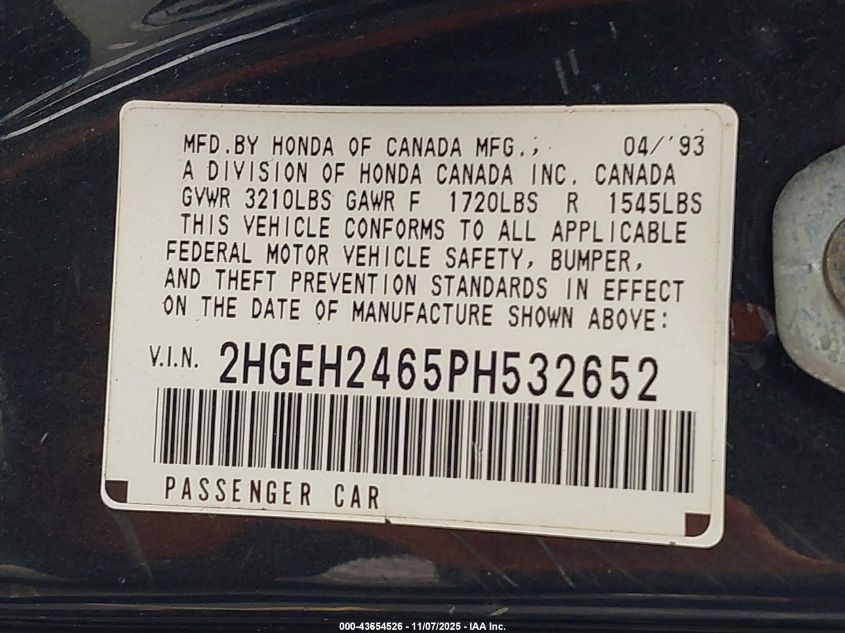 MFD.BY HONDA OF CANADA MFG.; 04/'93
A DIVISION OF HONDA CANADA INC. CANADA
GVWR 3210LBS GAWR F 1720LBS R 1545LBS
THIS VEHICLE CONFORMS TO ALL APPLICABLE
FEDERAL MOTOR VEHICLE SAFETY, BUMPER,
AND THEFT PREVENTION STANDARDS IN EFFECT
ON THE DATE OF MANUFACTURE SHOWN ABOVE:
V.I.N. 2HGEH2465PH532652
PASSENGER CAR
000-43654526 - 11/07/2025 - IAA Inc.